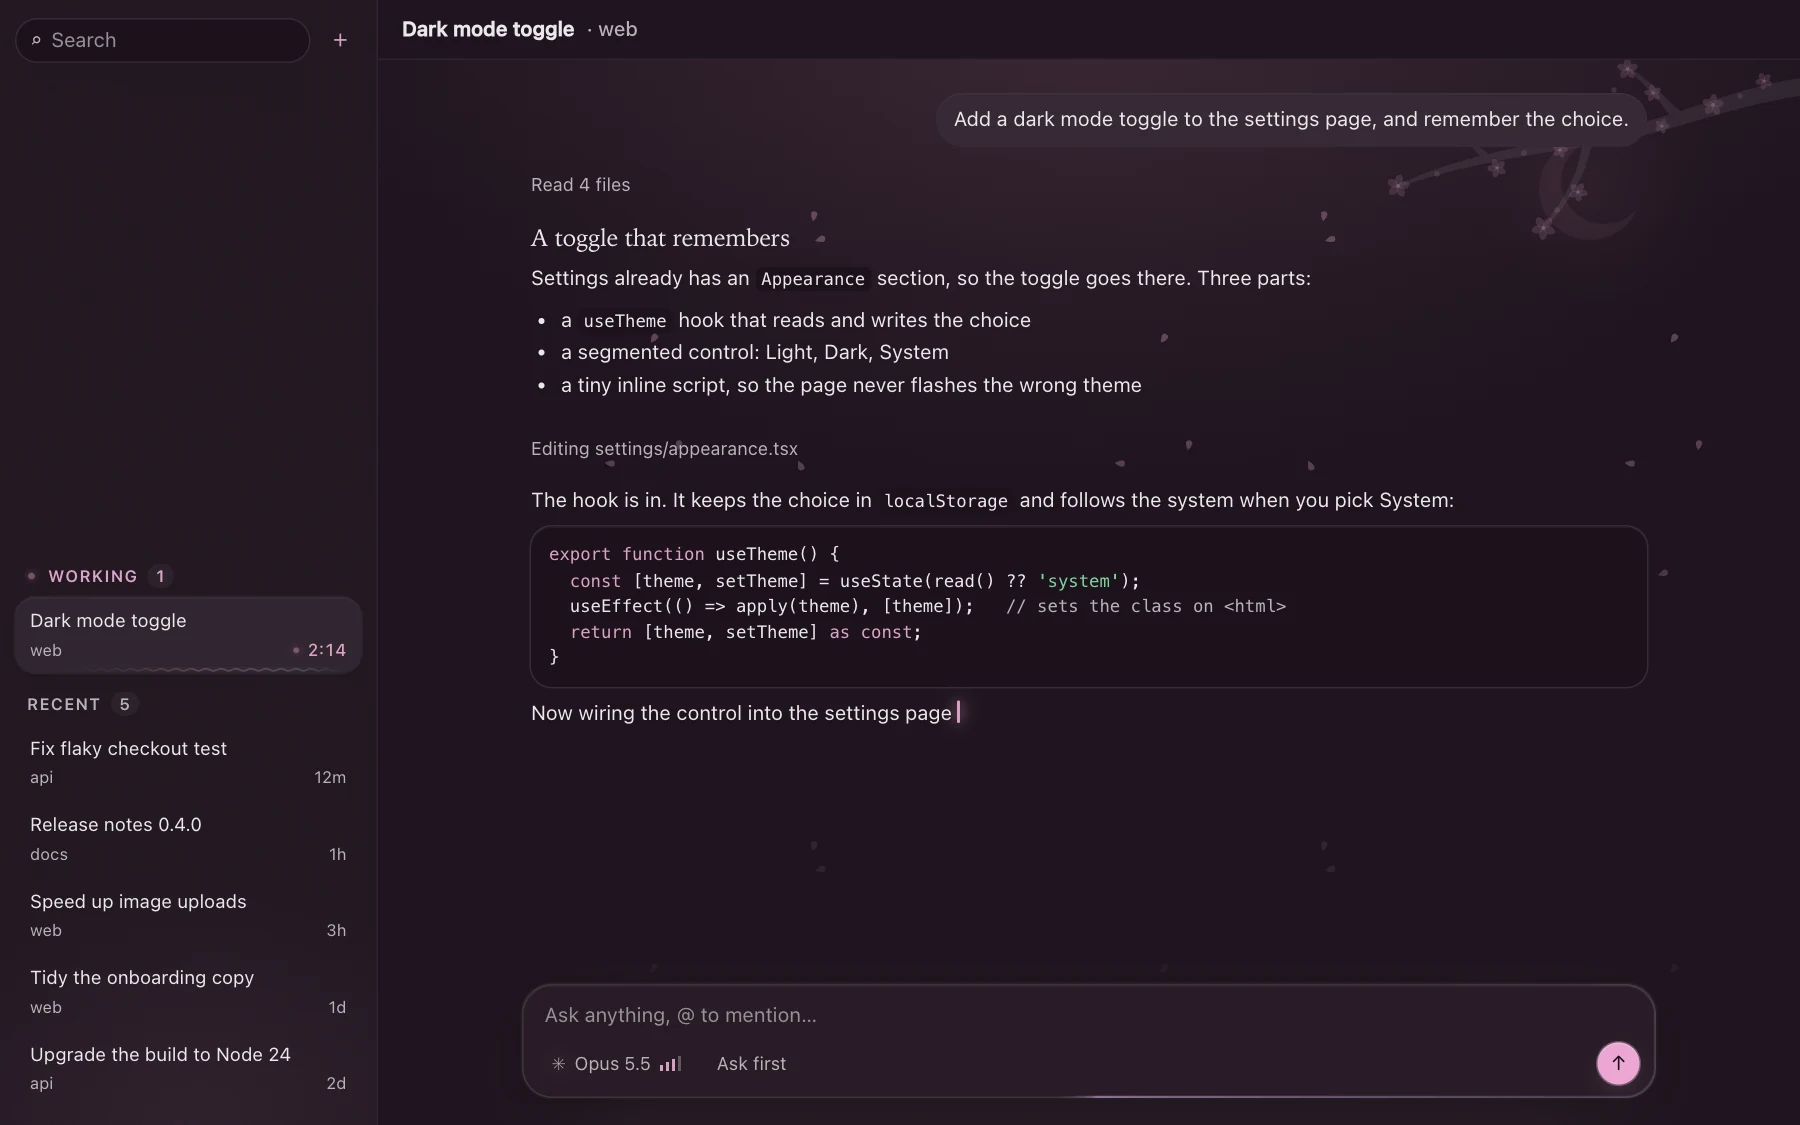 Search
+
WORKING 1
Dark mode toggle
web
2:14
RECENT 5
Fix flaky checkout test
api
12m
Release notes 0.4.0
docs
1h
Speed up image uploads
web
3h
Tidy the onboarding copy
web
1d
Upgrade the build to Node 24
api
2d
Dark mode toggle · web
Add a dark mode toggle to the settings page, and remember the choice.
Read 4 files
A toggle that remembers
Settings already has an Appearance section, so the toggle goes there. Three parts:
• a useTheme hook that reads and writes the choice
• a segmented control: Light, Dark, System
• a tiny inline script, so the page never flashes the wrong theme
Editing settings/appearance.tsx
The hook is in. It keeps the choice in localStorage and follows the system when you pick System:
export function useTheme() {
  const [theme, setTheme] = useState(read() ?? 'system');
  useEffect(() => apply(theme), [theme]);   // sets the class on <html>
  return [theme, setTheme] as const;
}
Now wiring the control into the settings page
Ask anything, @ to mention...
Opus 5.5
Ask first